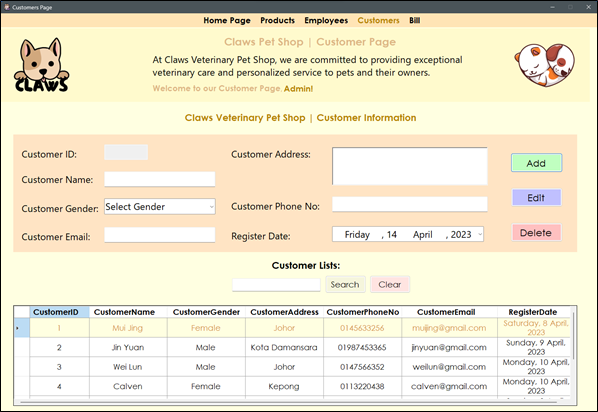 Customers Page
Home Page Products Employees Customers Bill
Claws Pet Shop | Customer Page
At Claws Veterinary Pet Shop, we are committed to providing exceptional
veterinary care and personalized service to pets and their owners.
Welcome to our Customer Page, Admin!
CLAWS
Claws Veterinary Pet Shop | Customer Information
Customer ID:
Customer Address:
Add
Customer Name:
Edit
Customer Gender: Select Gender
Customer Phone No:
Customer Email:
Register Date: Friday , 14 April , 2023
Delete
Customer Lists:
Search Clear
CustomerID CustomerName CustomerGender CustomerAddress CustomerPhoneNo CustomerEmail RegisterDate
1 Mui Jing Female Johor 0145633256 mujing@gmail.com Saturday, 8 April, 2023
2 Jin Yuan Male Kota Damansara 01987453365 jinyuan@gmail.com Sunday, 9 April, 2023
3 Wei Lun Male Johor 0147566352 weilun@gmail.com Monday, 10 April, 2023
4 Calven Female Kepong 0113220438 calven@gmail.com Monday, 10 April, 2023